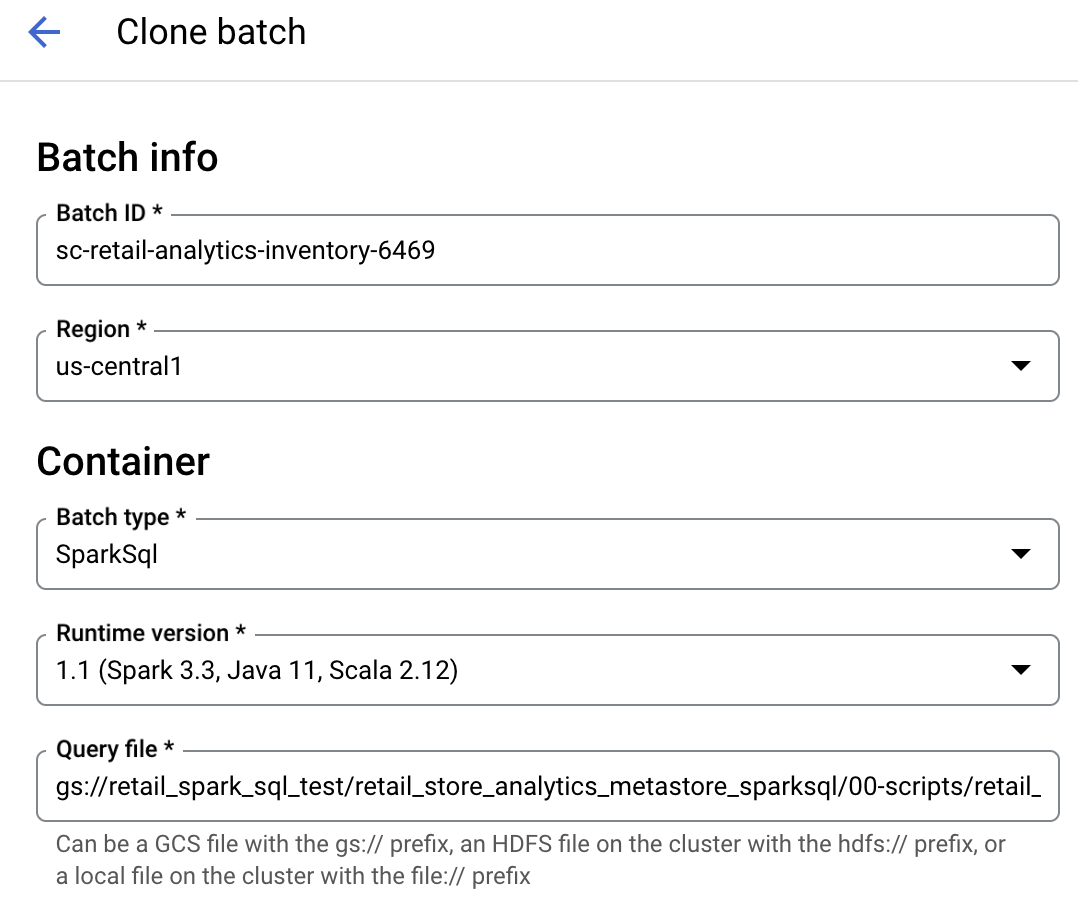 Clone batch
Batch info
Batch ID *
sc-retail-analytics-inventory-6469
Region *
us-central1
Container
Batch type *
SparkSql
Runtime version *
1.1 (Spark 3.3, Java 11, Scala 2.12)
Query file *
gs://retail_spark_sql_test/retail_store_analytics_metastore_sparksql/00-scripts/retail_
Can be a GCS file with the gs:// prefix, an HDFS file on the cluster with the hdfs:// prefix, or
a local file on the cluster with the file:// prefix